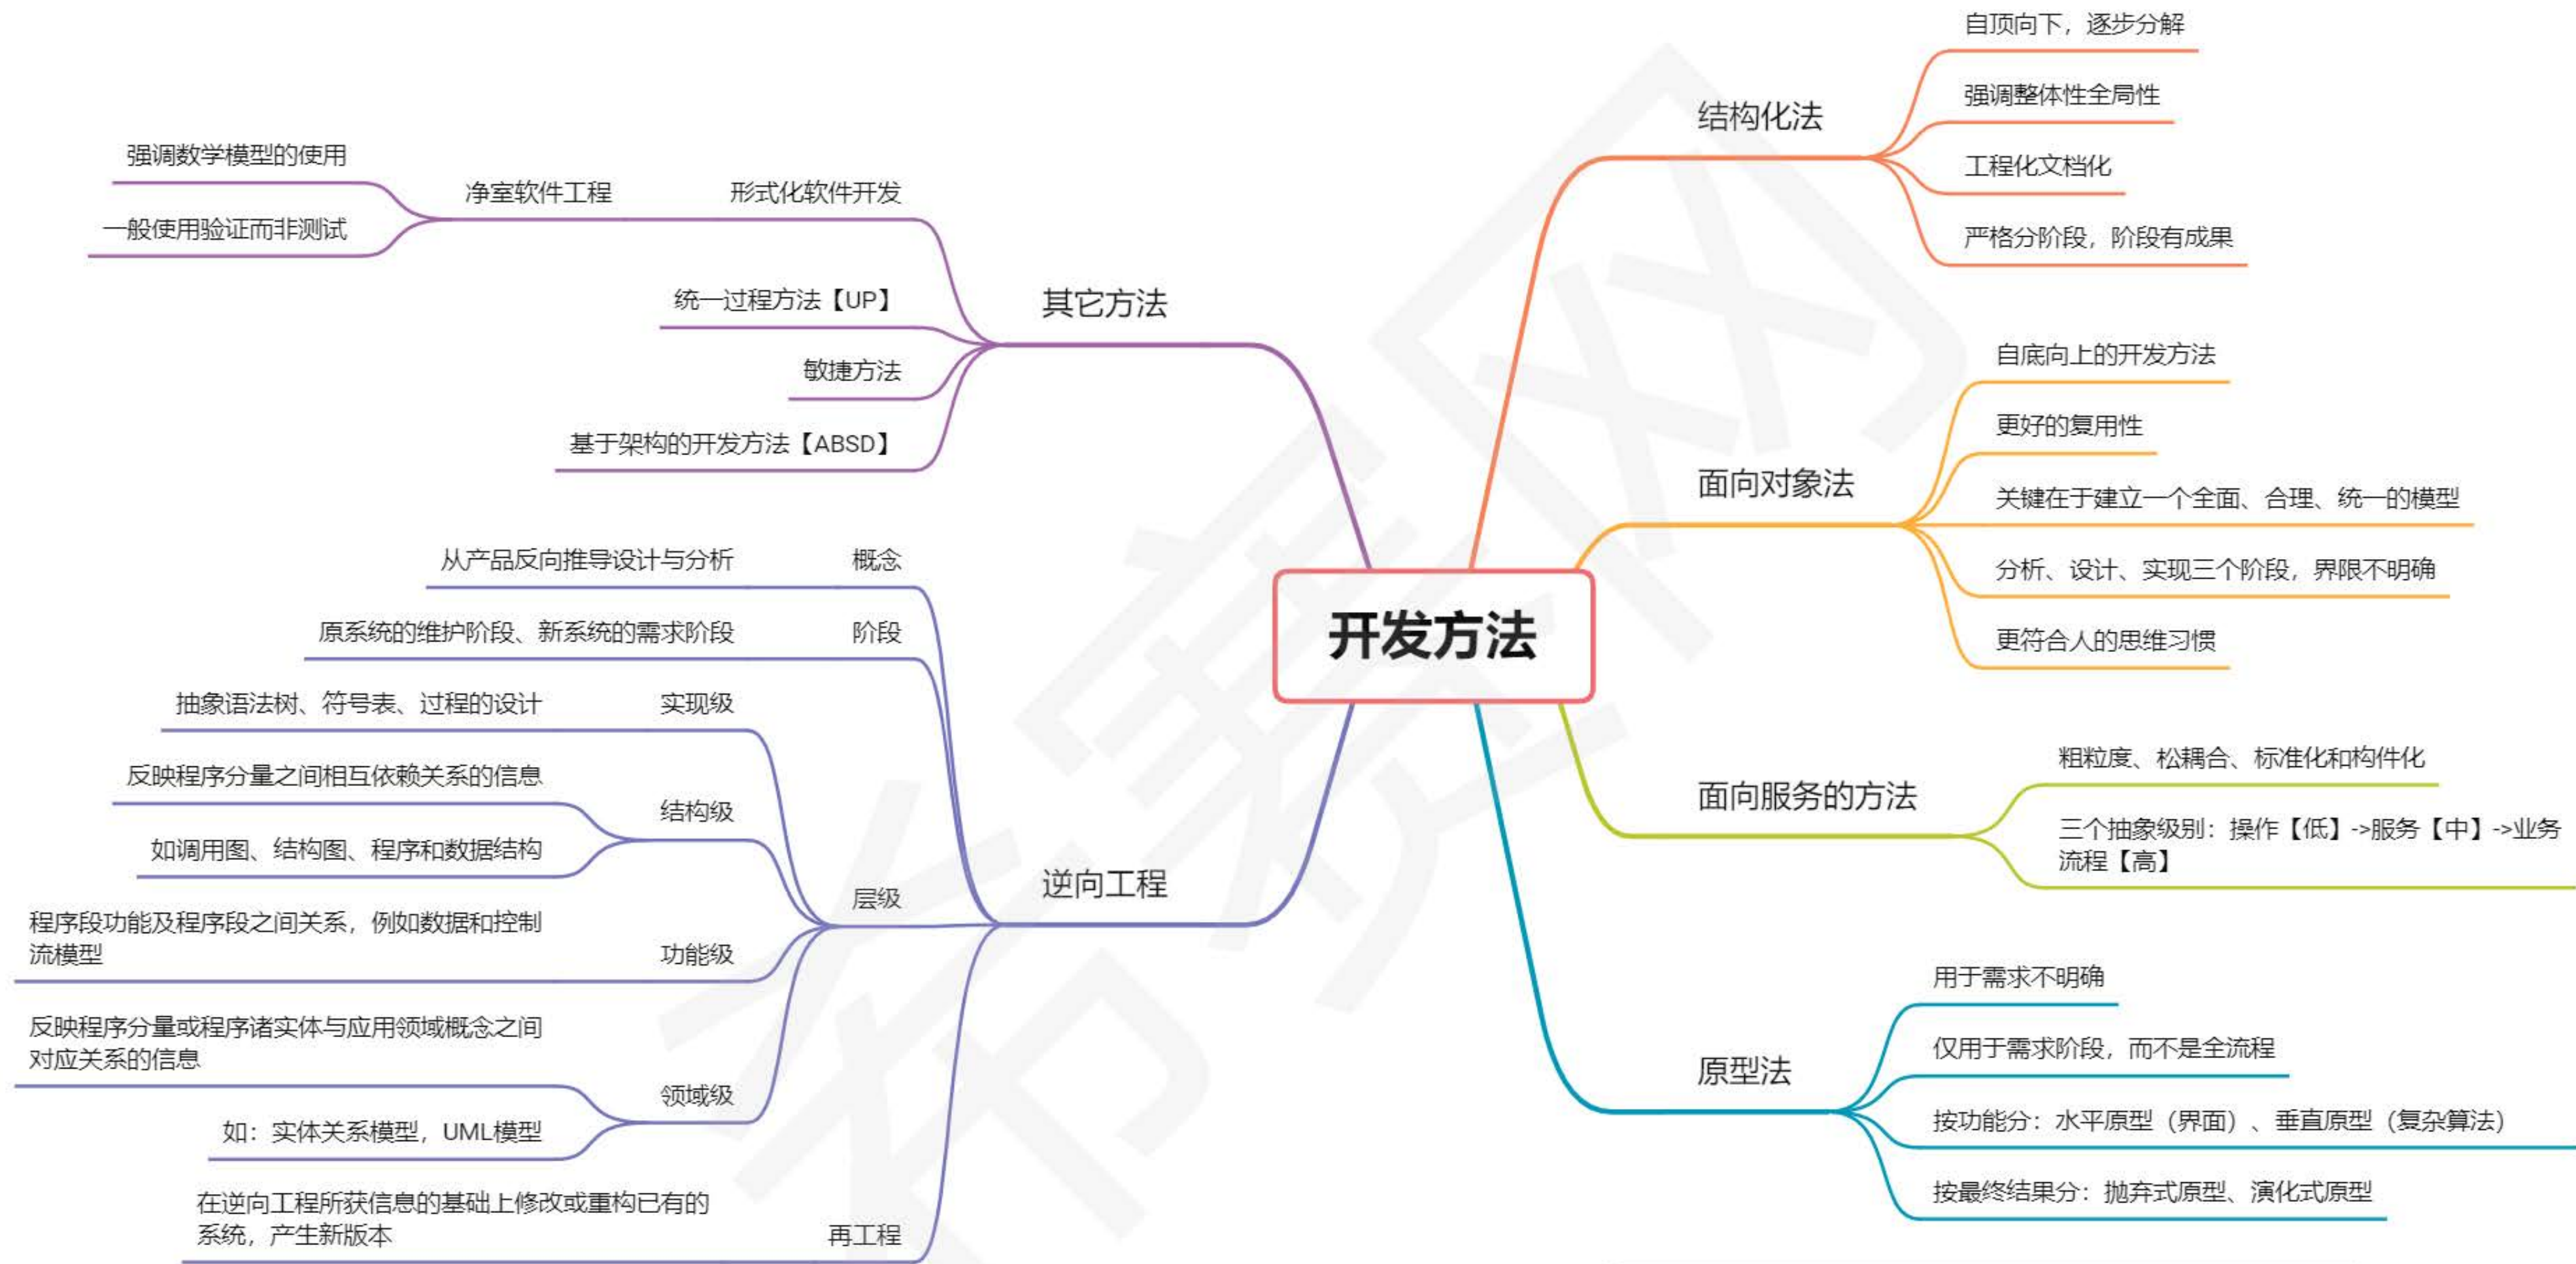 开发方法
结构化法
自顶向下，逐步分解
强调整体性全局性
工程化文档化
严格分阶段，阶段有成果
面向对象法
自底向上的开发方法
更好的复用性
关键在于建立一个全面、合理、统一的模型
分析、设计、实现三个阶段，界限不明确
更符合人的思维习惯
面向服务的方法
粗粒度、松耦合、标准化和构件化
三个抽象级别：操作【低】->服务【中】->业务
流程【高】
原型法
用于需求不明确
仅用于需求阶段，而不是全流程
按功能分：水平原型（界面）、垂直原型（复杂算法）
按最终结果分：抛弃式原型、演化式原型
其它方法
形式化软件开发
净室软件工程
强调数学模型的使用
一般使用验证而非测试
统一过程方法【UP】
敏捷方法
基于架构的开发方法【ABSD】
逆向工程
概念
从产品反向推导设计与分析
阶段
原系统的维护阶段、新系统的需求阶段
层级
实现级
抽象语法树、符号表、过程的设计
结构级
反映程序分量之间相互依赖关系的信息
如调用图、结构图、程序和数据结构
功能级
程序段功能及程序段之间关系，例如数据和控制
流模型
领域级
反映程序分量或程序诸实体与应用领域概念之间
对应关系的信息
如：实体关系模型，UML模型
再工程
在逆向工程所获信息的基础上修改或重构已有的
系统，产生新版本
希赛网